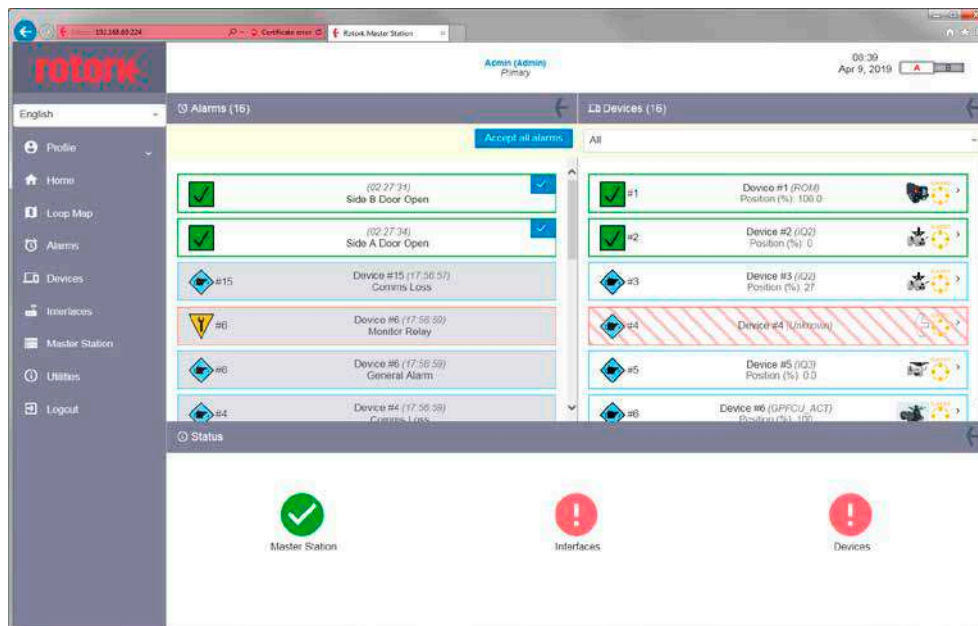 192.168.60.224
Certificate error
Rotork Master Station
rotork
Admin (Admin)
Primary
08:39
Apr 9, 2019
A
B
English
Profile
Home
Loop Map
Alarms
Devices
Interfaces
Master Station
Utilities
Logout
Alarms (16)
Accept all alarms
(02:27:31)
Side B Door Open
(02:27:34)
Side A Door Open
#15
Device #15 (17:56:57)
Comms Loss
#6
Device #6 (17:56:59)
Monitor Relay
#6
Device #6 (17:56:59)
General Alarm
#4
Device #4 (17:56:59)
Comms Loss
Devices (16)
All
#1
Device #1 (ROM)
Position (%): 100.0
#2
Device #2 (IQ2)
Position (%): 0
#3
Device #3 (IQ2)
Position (%): 27
#4
Device #4 (Unknown)
#5
Device #5 (IQ3)
Position (%): 0.0
#6
Device #6 (GPFCU_ACT)
Position (%): 100
Status
Master Station
Interfaces
Devices